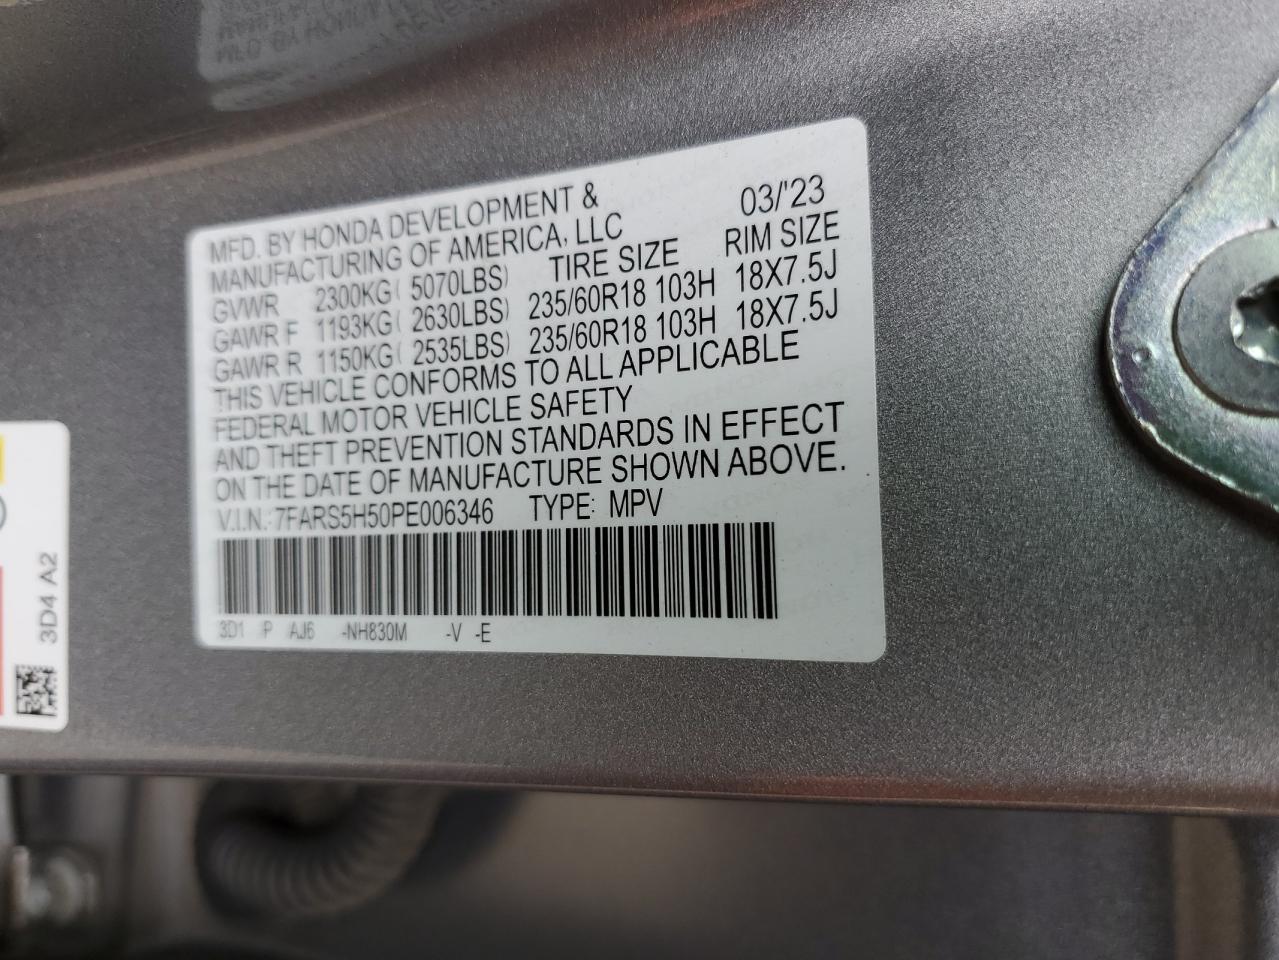 MFD. BY HONDA DEVELOPMENT & 03/'23
MANUFACTURING OF AMERICA, LLC
TIRE SIZE RIM SIZE
GVWR 2300KG( 5070LBS)
GAWR F 1193KG( 2630LBS) 235/60R18 103H 18X7.5J
GAWR R 1150KG( 2535LBS) 235/60R18 103H 18X7.5J
THIS VEHICLE CONFORMS TO ALL APPLICABLE
FEDERAL MOTOR VEHICLE SAFETY
AND THEFT PREVENTION STANDARDS IN EFFECT
ON THE DATE OF MANUFACTURE SHOWN ABOVE.
V.I.N.: 7FARS5H50PE006346 TYPE: MPV
3D1 P AJ6 -NH830M -V -E
3D4 A2